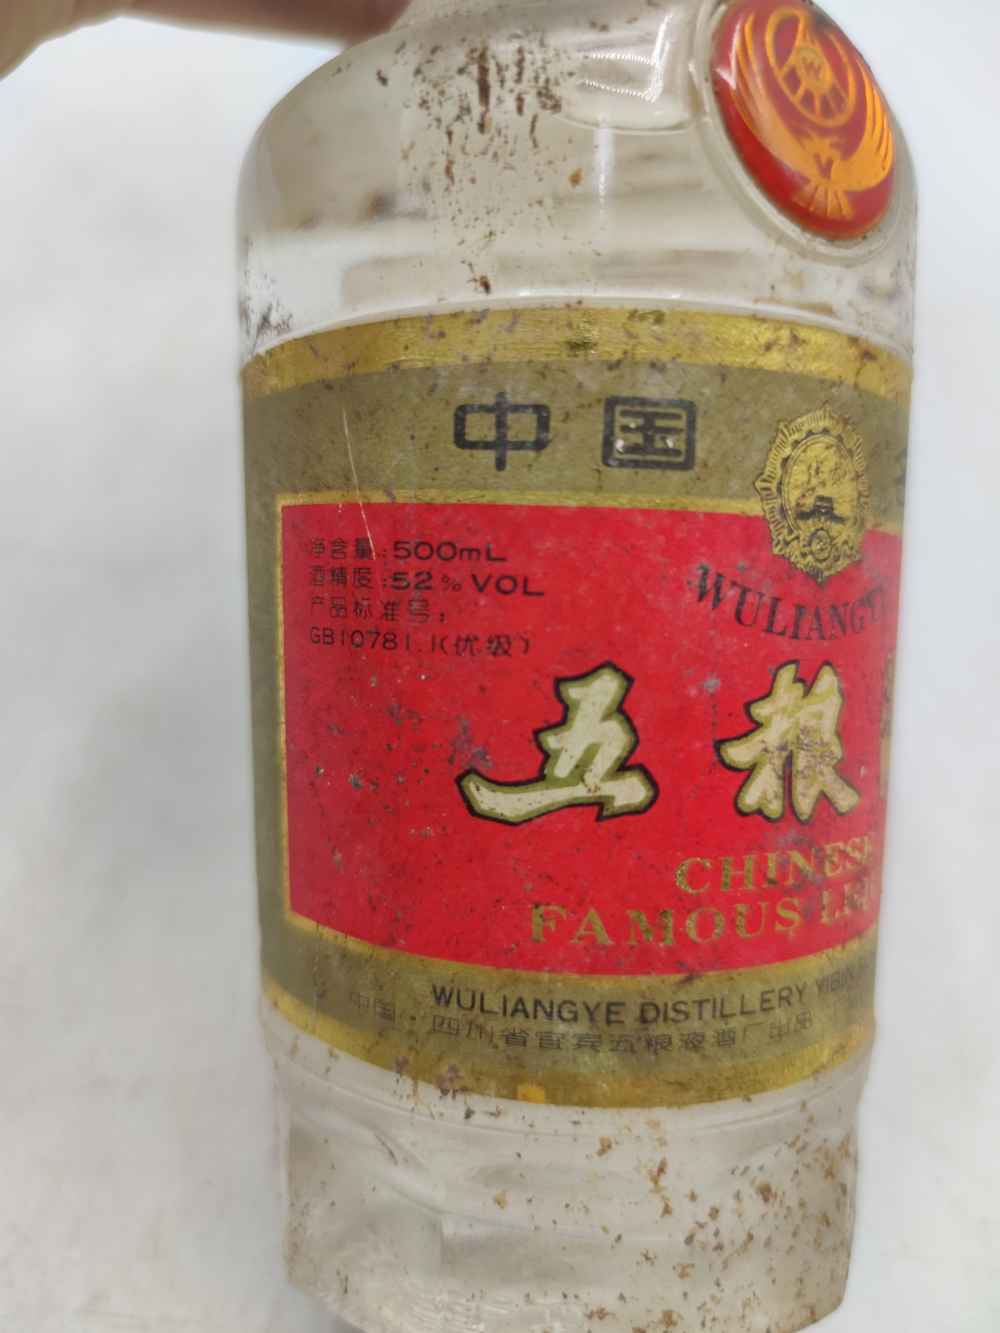 中国
净含量:500mL
酒精度:52%VOL
产品标准号:
GB10781.1(优级)
WULIANGY
五粮
CHINESE
FAMOUS LI
WULIANGYE DISTILLERY YIBIN
中国·四川省宜宾五粮液酒厂出品